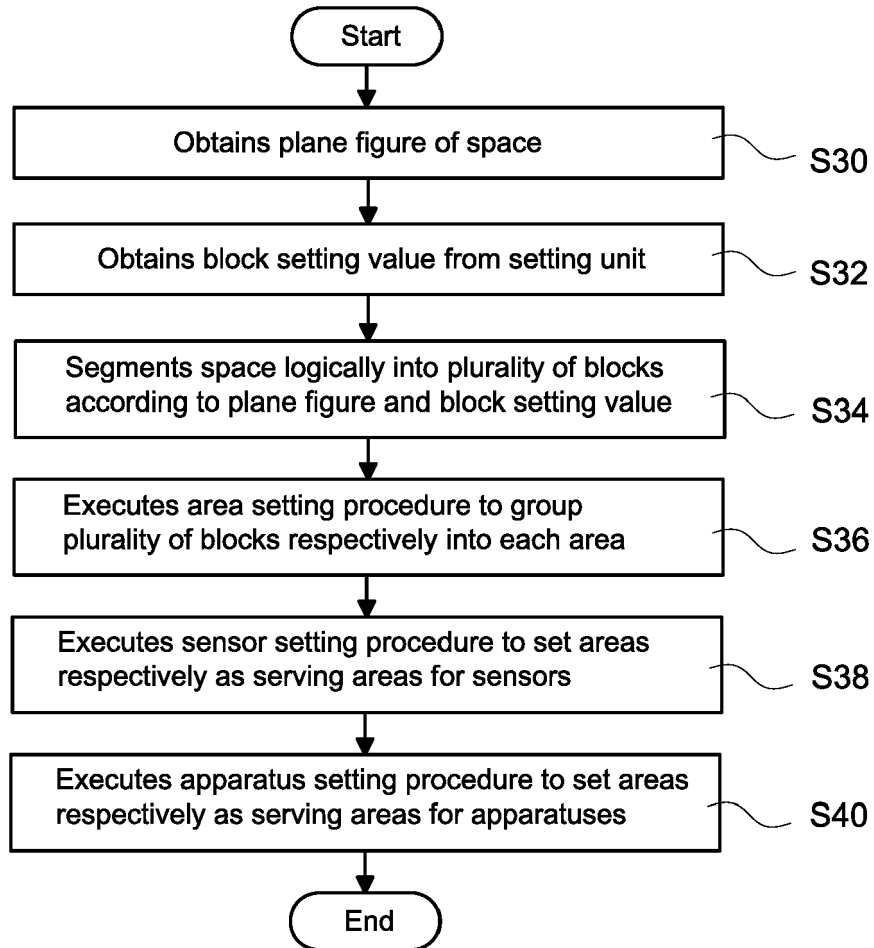 Start
Obtains plane figure of space
S30
Obtains block setting value from setting unit
S32
Segments space logically into plurality of blocks
according to plane figure and block setting value
S34
Executes area setting procedure to group
plurality of blocks respectively into each area
S36
Executes sensor setting procedure to set areas
respectively as serving areas for sensors
S38
Executes apparatus setting procedure to set areas
respectively as serving areas for apparatuses
S40
End